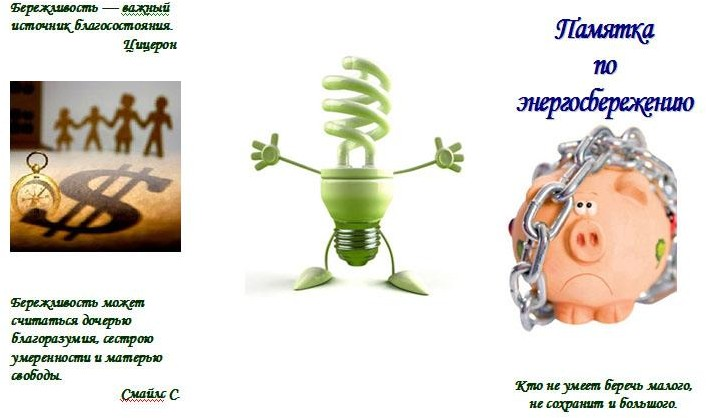 Бережливость — важный
источник благосостояния.
Цицерон
Бережливость может
считаться дочерью
благоразумия, сестрою
умеренности и матерью
свободы.
Смайлс С.
Памятка
по
энергосбережению
Кто не умеет беречь малого,
не сохранит и большого.